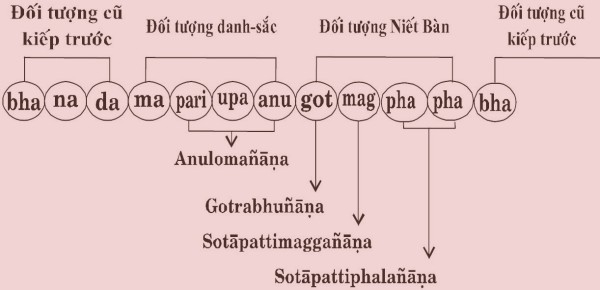 Đối tượng cũ
kiếp trước
Đối tượng danh-sắc
Đối tượng Niết Bàn
Đối tượng cũ
kiếp trước
bha na da ma pari upa anu got mag pha pha bha
Anulomañāṇa
Gotrabhuñāṇa
Sotāpattimaggañāṇa
Sotāpattiphalañāṇa